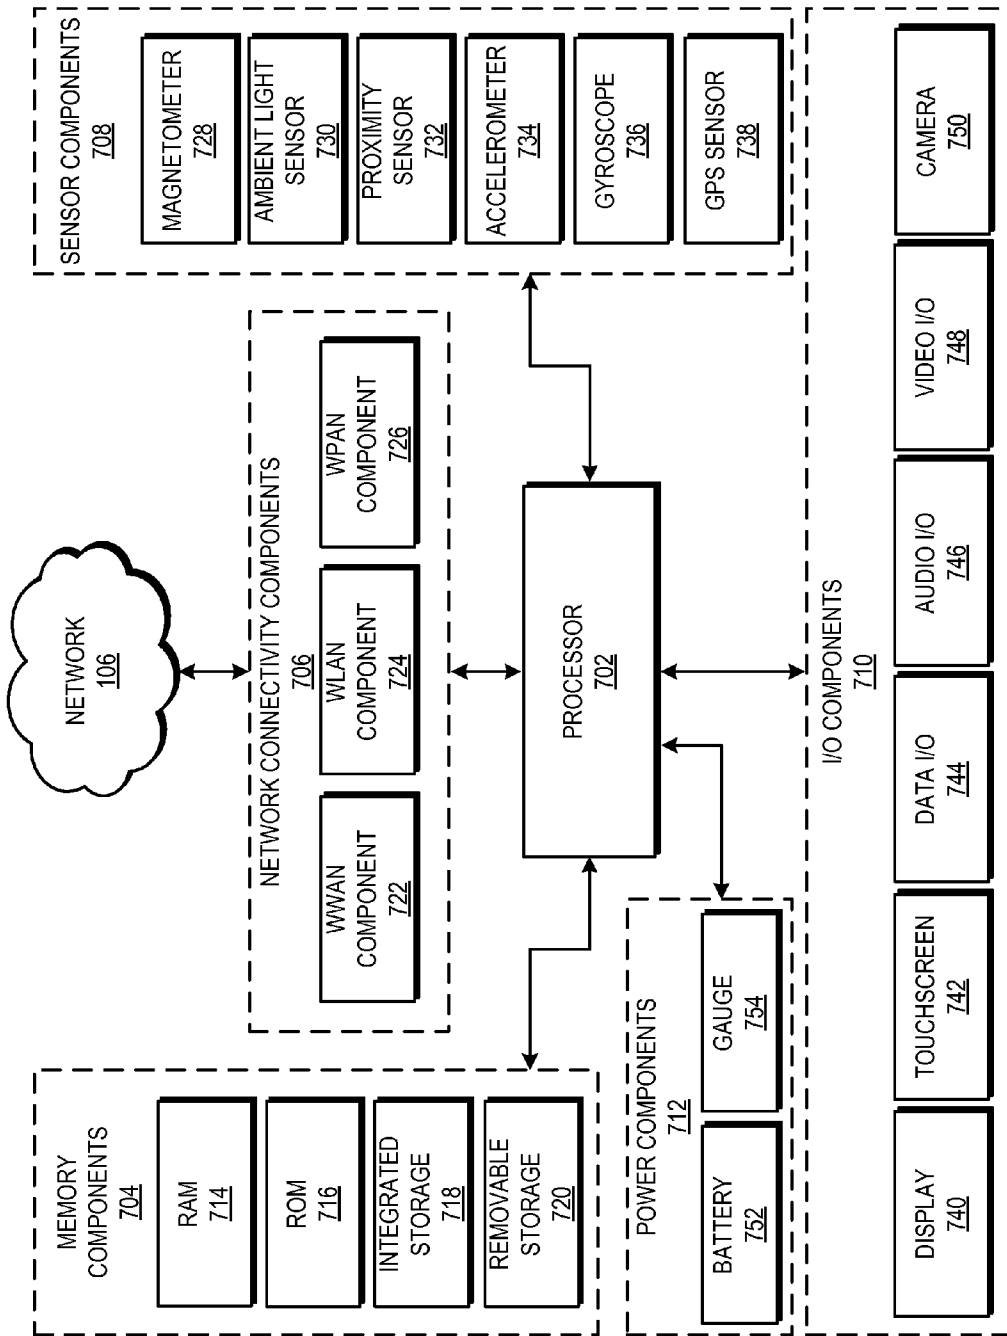 NETWORK
106
MEMORY
COMPONENTS
704
RAM
714
ROM
716
INTEGRATED
STORAGE
718
REMOVABLE
STORAGE
720
NETWORK CONNECTIVITY COMPONENTS
706
WWAN
COMPONENT
722
WLAN
COMPONENT
724
WPAN
COMPONENT
726
SENSOR COMPONENTS
708
MAGNETOMETER
728
AMBIENT LIGHT
SENSOR
730
PROXIMITY
SENSOR
732
ACCELEROMETER
734
GYROSCOPE
736
GPS SENSOR
738
PROCESSOR
702
POWER COMPONENTS
712
BATTERY
752
GAUGE
754
I/O COMPONENTS
710
DISPLAY
740
TOUCHSCREEN
742
DATA I/O
744
AUDIO I/O
746
VIDEO I/O
748
CAMERA
750